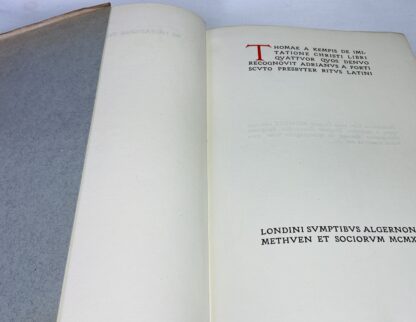 THOMAE A KEMPIS DE IMI
TATIONE CHRISTI LIBRI
QVATTVOR QVOS DENVO
RECOGNOVIT ADRIANVS A FORTI
SCVTO PRESBYTER RITVS LATINI
LONDINI SVMPTIBVS ALGERNON
METHVEN ET SOCIORVM MCMX